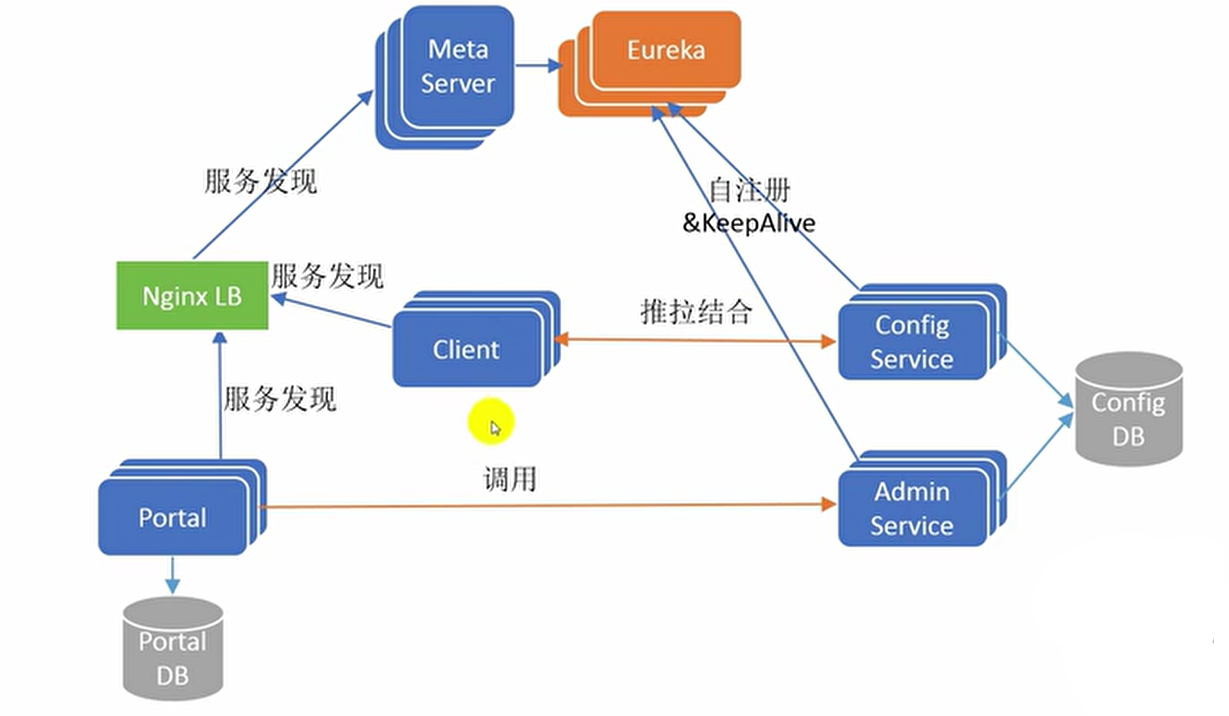 Meta
Server
Eureka
服务发现
自注册
&KeepAlive
Nginx LB
服务发现
Client
推拉结合
Config
Service
服务发现
Config
DB
调用
Portal
Admin
Service
Portal
DB